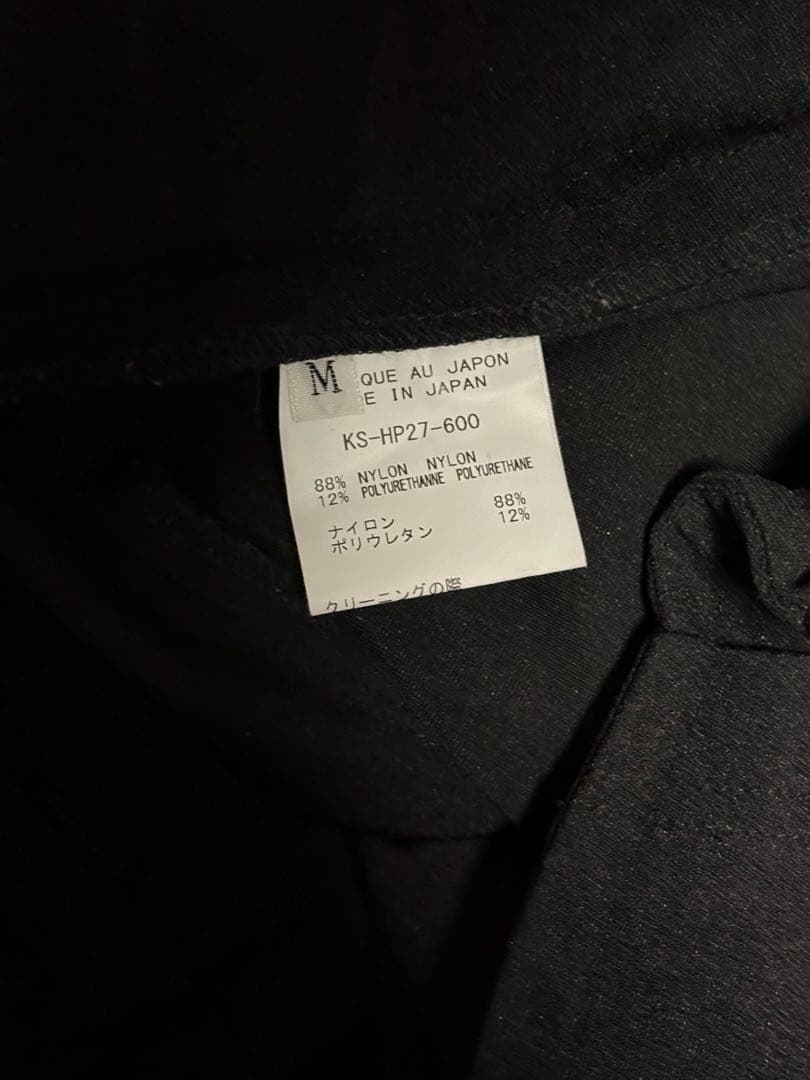 M
QUE AU JAPON
E IN JAPAN
KS-HP27-600
88% NYLON NYLON
12% POLYURETHANNE POLYURETHANE
ナイロン 88%
ポリウレタン 12%
クリーニングの際